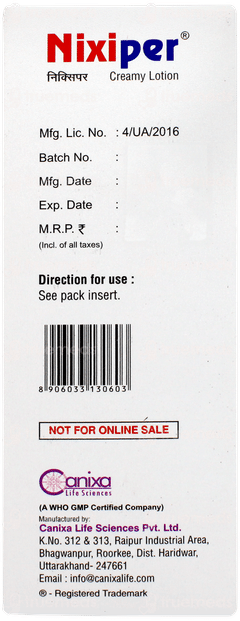 Nixiper®
निक्सिपर Creamy Lotion
Mfg. Lic. No. : 4/UA/2016
Batch No. :
Mfg. Date :
Exp. Date :
M.R.P. ₹ :
(Incl. of all taxes)
Direction for use :
See pack insert.
8 906033 130603
NOT FOR ONLINE SALE
Canixa
Life Sciences
(A WHO GMP Certified Company)
Manufactured by:
Canixa Life Sciences Pvt. Ltd.
K.No. 312 & 313, Raipur Industrial Area,
Bhagwanpur, Roorkee, Dist. Haridwar,
Uttarakhand- 247661
Email : info@canixalife.com
® - Registered Trademark